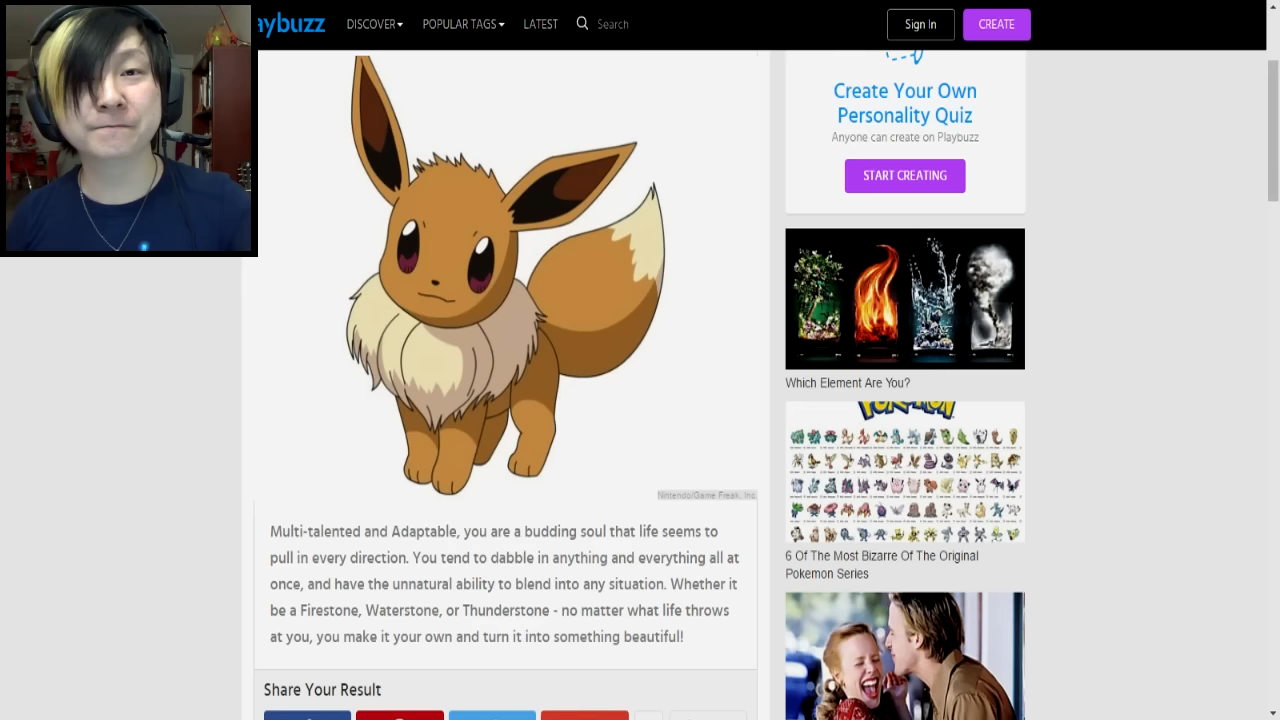 aybuzz DISCOVER POPULAR TAGS LATEST Search Sign In CREATE
Create Your Own
Personality Quiz
Anyone can create on Playbuzz
START CREATING
Which Element Are You?
POKéMON
6 Of The Most Bizarre Of The Original
Pokemon Series
Nintendo/Game Freak, Inc.
Multi-talented and Adaptable, you are a budding soul that life seems to
pull in every direction. You tend to dabble in anything and everything all at
once, and have the unnatural ability to blend into any situation. Whether it
be a Firestone, Waterstone, or Thunderstone - no matter what life throws
at you, you make it your own and turn it into something beautiful!
Share Your Result